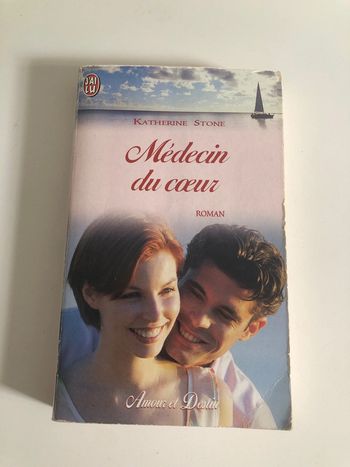 J'AI
LU
KATHERINE STONE
Médecin
du cœur
ROMAN
Amour et Destin